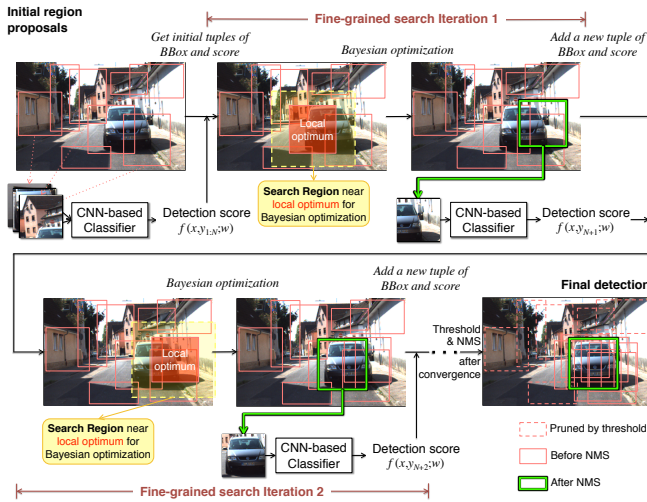 Initial region
proposals
Fine-grained search Iteration 1
Get initial tuples of
BBox and score
Bayesian optimization
Add a new tuple of
BBox and score
Local
optimum
Search Region near
local optimum for
Bayesian optimization
CNN-based
Classifier
Detection score
f(x,y1:N;w)
CNN-based
Classifier
Detection score
f(x,yN+1;w)
Bayesian optimization
Add a new tuple of
BBox and score
Final detection
Local
optimum
Threshold
& NMS
after
convergence
Search Region near
local optimum for
Bayesian optimization
CNN-based
Classifier
Detection score
f(x,yN+2;w)
Pruned by threshold
Before NMS
After NMS
Fine-grained search Iteration 2